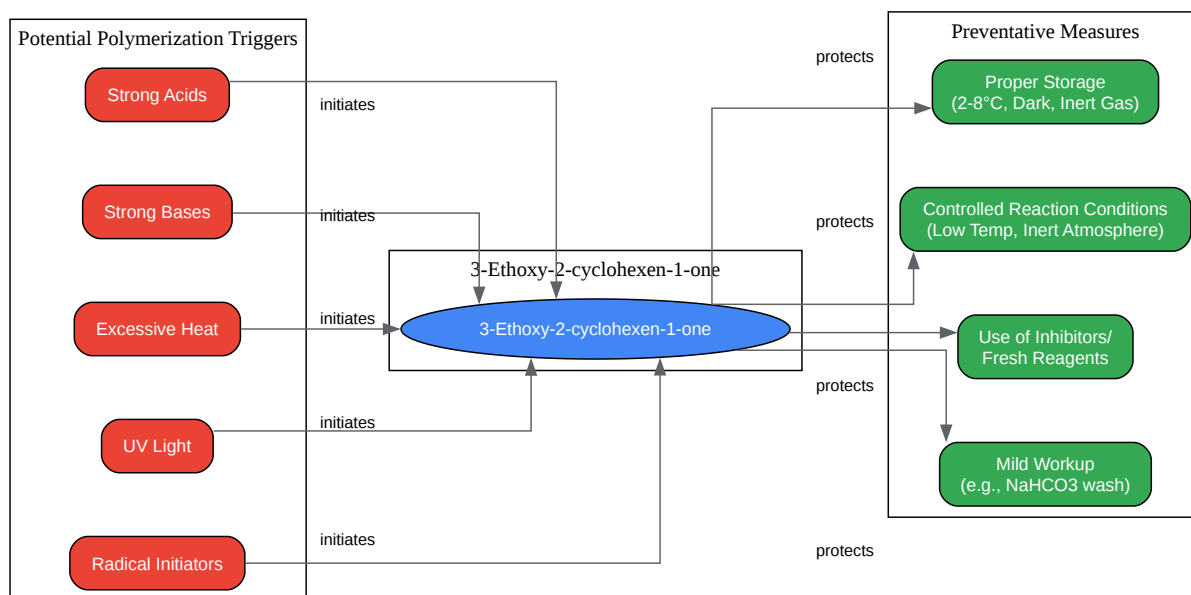 Potential Polymerization Triggers
Strong Acids
initiates
Strong Bases
initiates
Excessive Heat
initiates
UV Light
initiates
Radical Initiators
initiates
3-Ethoxy-2-cyclohexen-1-one
3-Ethoxy-2-cyclohexen-1-one
protects
protects
protects
protects
Preventative Measures
Proper Storage
(2-8°C, Dark, Inert Gas)
Controlled Reaction Conditions
(Low Temp, Inert Atmosphere)
Use of Inhibitors/
Fresh Reagents
Mild Workup
(e.g., NaHCO3 wash)